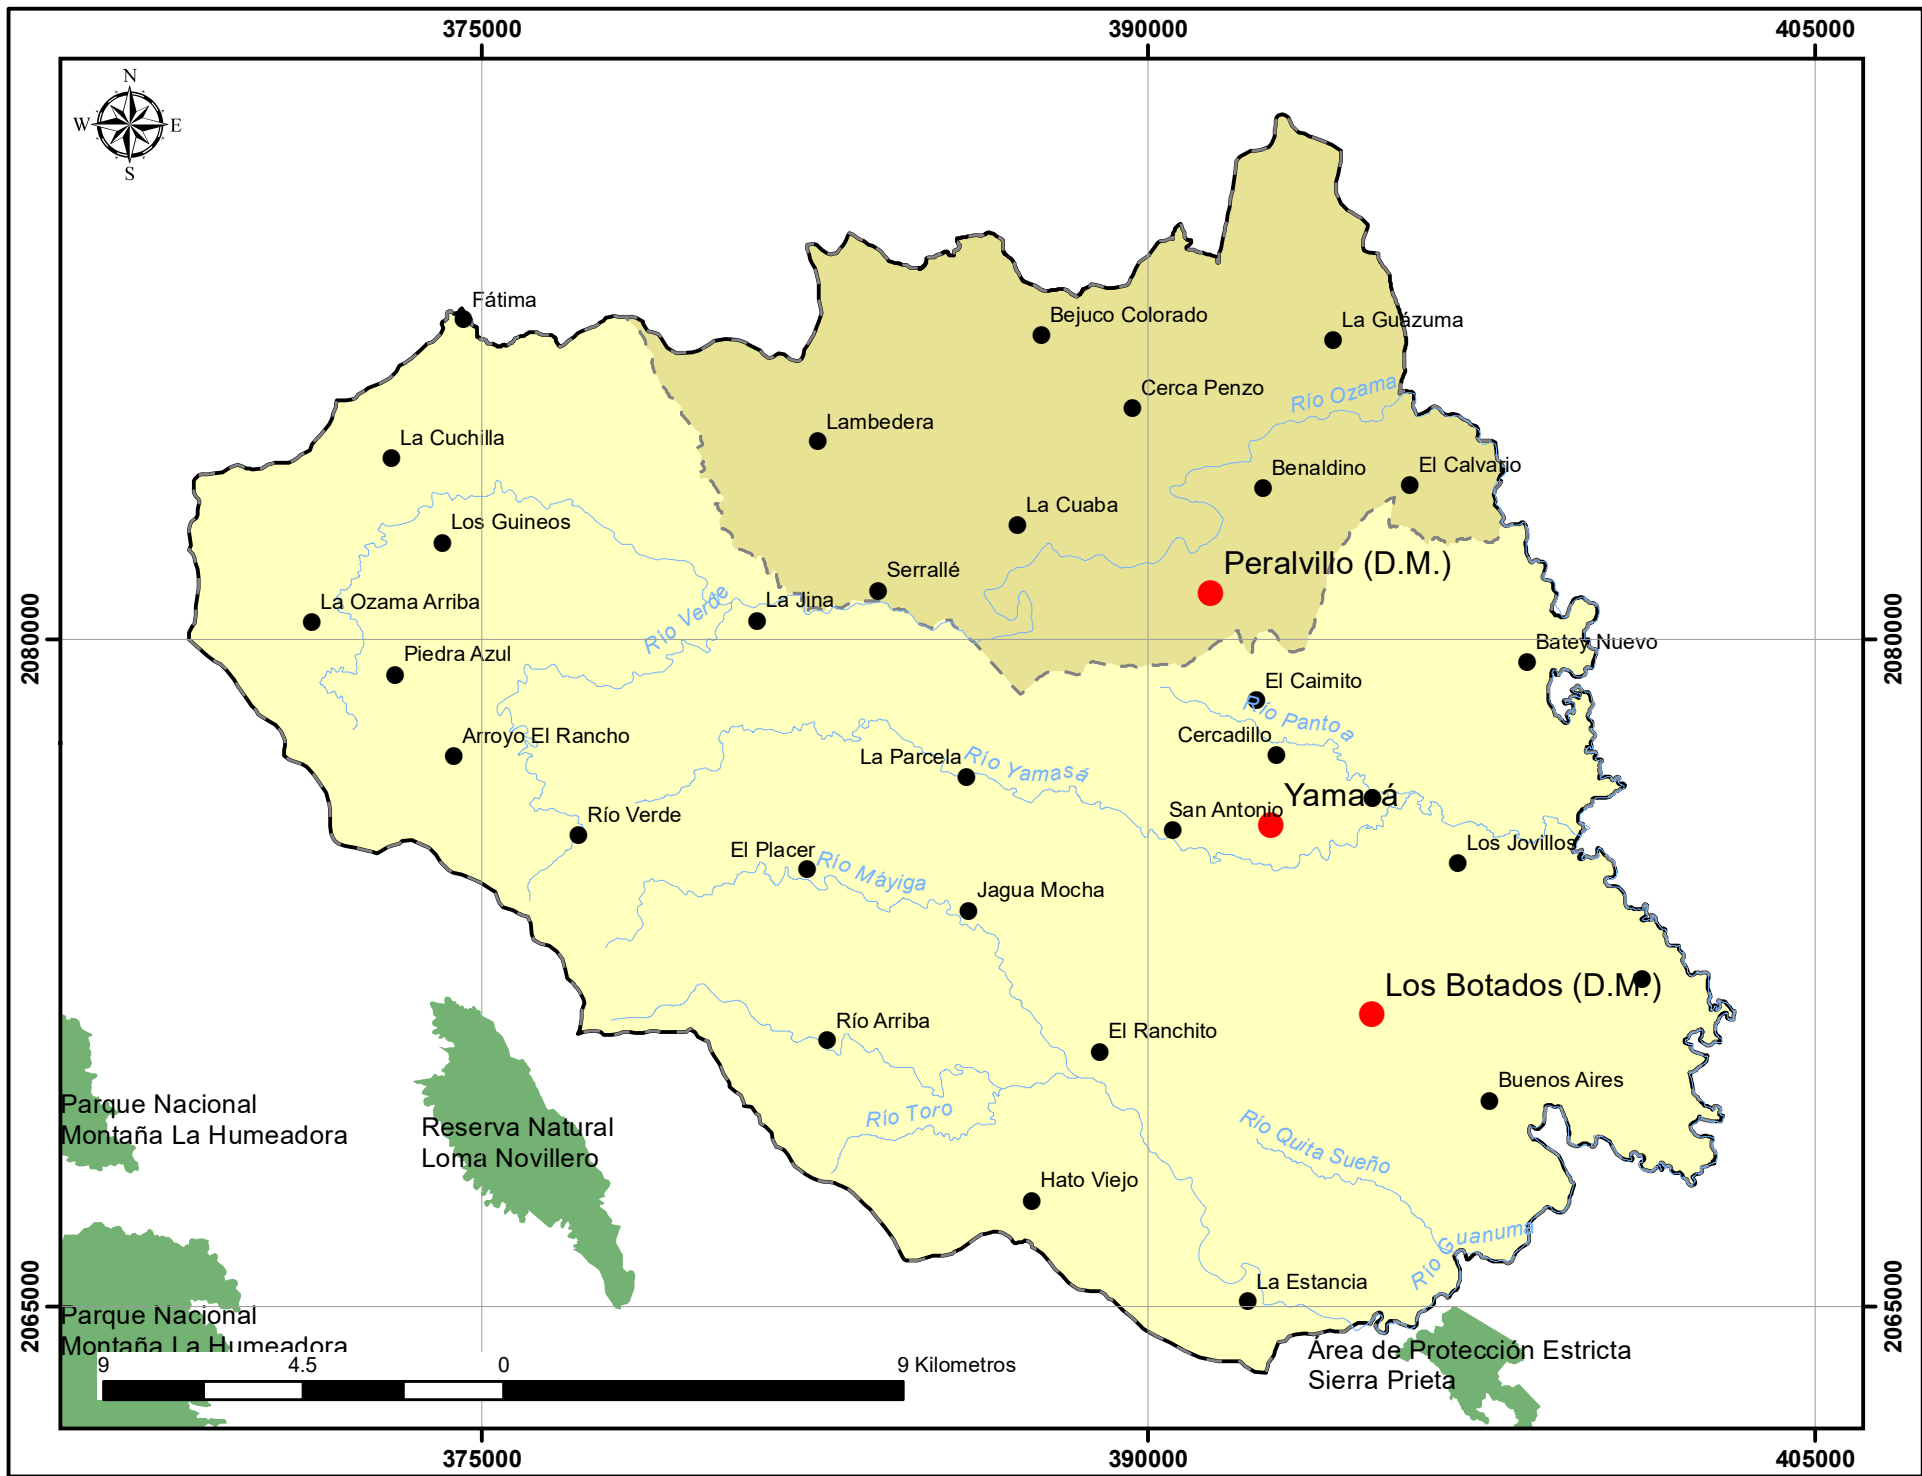 375000
390000
405000
N
W
E
S
Fátima
Bejuco Colorado
La Guázuma
Cerca Penzo
Río Ozama
Lambedera
La Cuchilla
Benaldino
El Calvario
La Cuaba
Los Guineos
Peralvillo (D.M.)
Serrallé
La Jina
La Ozama Arriba
Río Verde
2080000
2080000
Batey Nuevo
Piedra Azul
El Caimito
Río Pantoa
Arroyo El Rancho
Cercadillo
La Parcela
Río Yamasá
Yamasá
San Antonio
Río Verde
Los Jovillos
El Placer
Río Máyiga
Jagua Mocha
Los Botados (D.M.)
Río Arriba
El Ranchito
Buenos Aires
Parque Nacional
Montaña La Humeadora
Reserva Natural
Loma Novillero
Río Toro
Río Quita Sueño
Hato Viejo
Río Guanuma
La Estancia
2065000
2065000
Parque Nacional
Montaña La Humeadora
Área de Protección Estricta
Sierra Prieta
9
4.5
0
9 Kilometros
375000
390000
405000